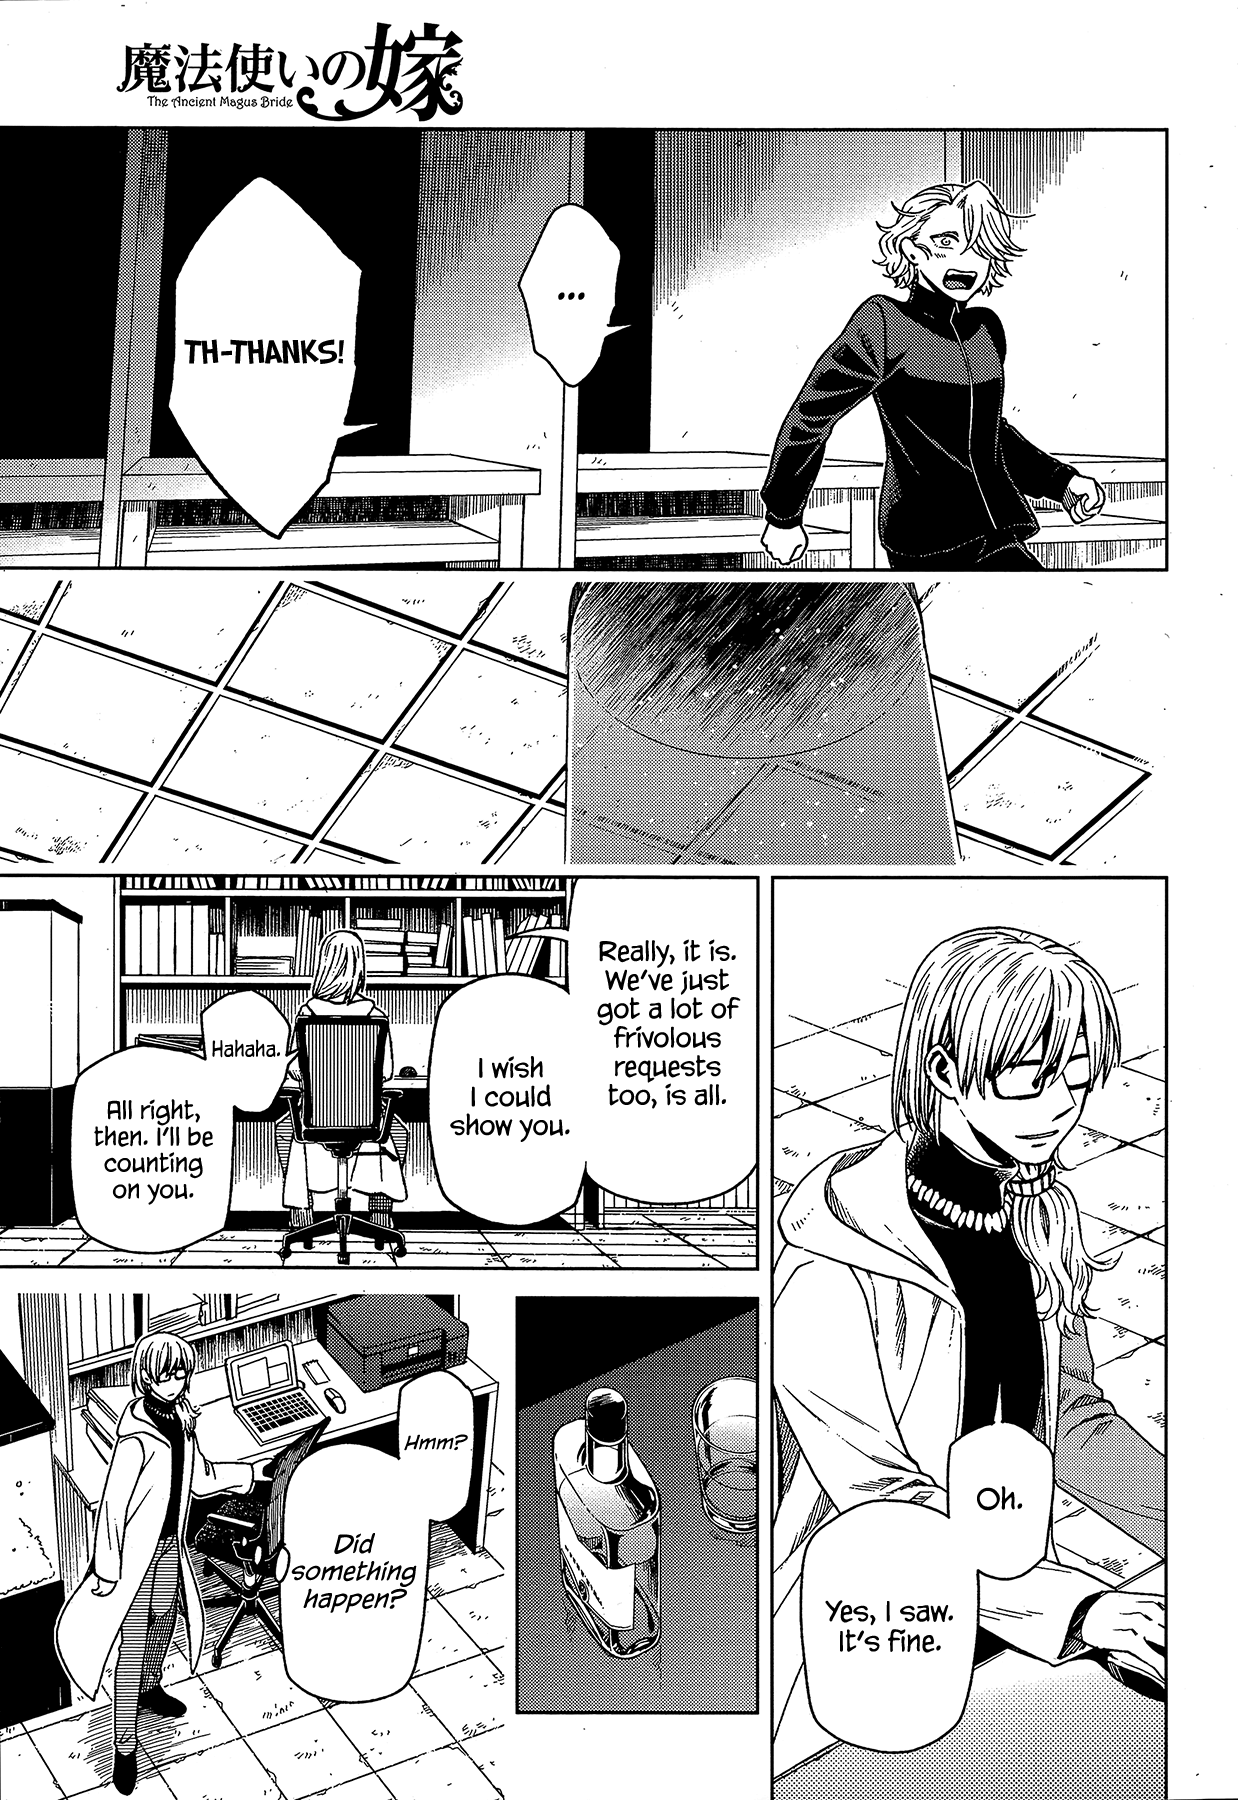 魔法使いの嫁
The Ancient Magus Bride
...
TH-THANKS!
Oh.
Yes, I saw.
It's fine.
Really, it is.
We've just
got a lot of
frivolous
requests
too, is all.
I wish
I could
show you.
Hahaha.
All right,
then. I'll be
counting
on you.
Hmm?
Did
something
happen?